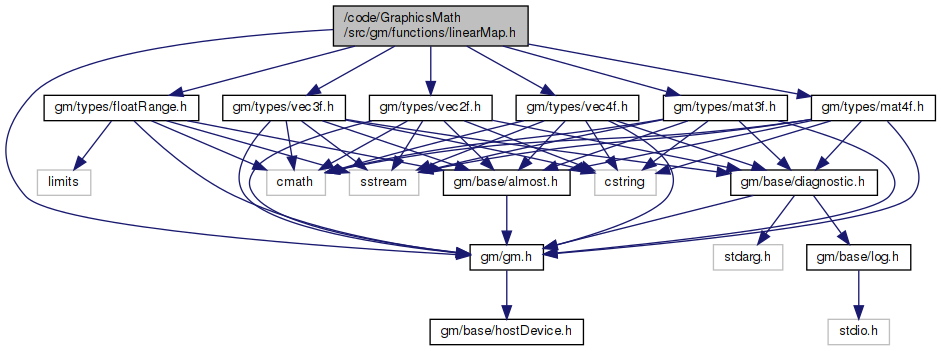 /code/GraphicsMath
/src/gm/functions/linearMap.h
gm/types/floatRange.h
gm/types/vec3f.h
gm/types/vec2f.h
gm/types/vec4f.h
gm/types/mat3f.h
gm/types/mat4f.h
limits
cmath
sstream
gm/base/almost.h
cstring
gm/base/diagnostic.h
gm/gm.h
stdarg.h
gm/base/log.h
gm/base/hostDevice.h
stdio.h